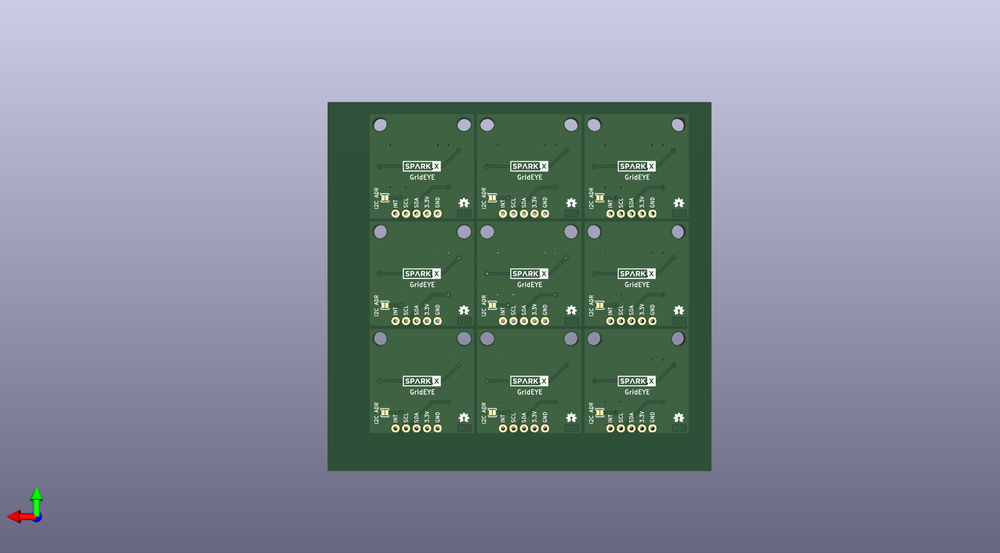 SPARK X SPARK X SPARK X
GridEYE GridEYE GridEYE
I2C ADR INT SCL SDA 3.3V GND I2C ADR INT SCL SDA 3.3V GND I2C ADR INT SCL SDA 3.3V GND
SPARK X SPARK X SPARK X
GridEYE GridEYE GridEYE
I2C ADR INT SCL SDA 3.3V GND I2C ADR INT SCL SDA 3.3V GND I2C ADR INT SCL SDA 3.3V GND
SPARK X SPARK X SPARK X
GridEYE GridEYE GridEYE
I2C ADR INT SCL SDA 3.3V GND I2C ADR INT SCL SDA 3.3V GND I2C ADR INT SCL SDA 3.3V GND